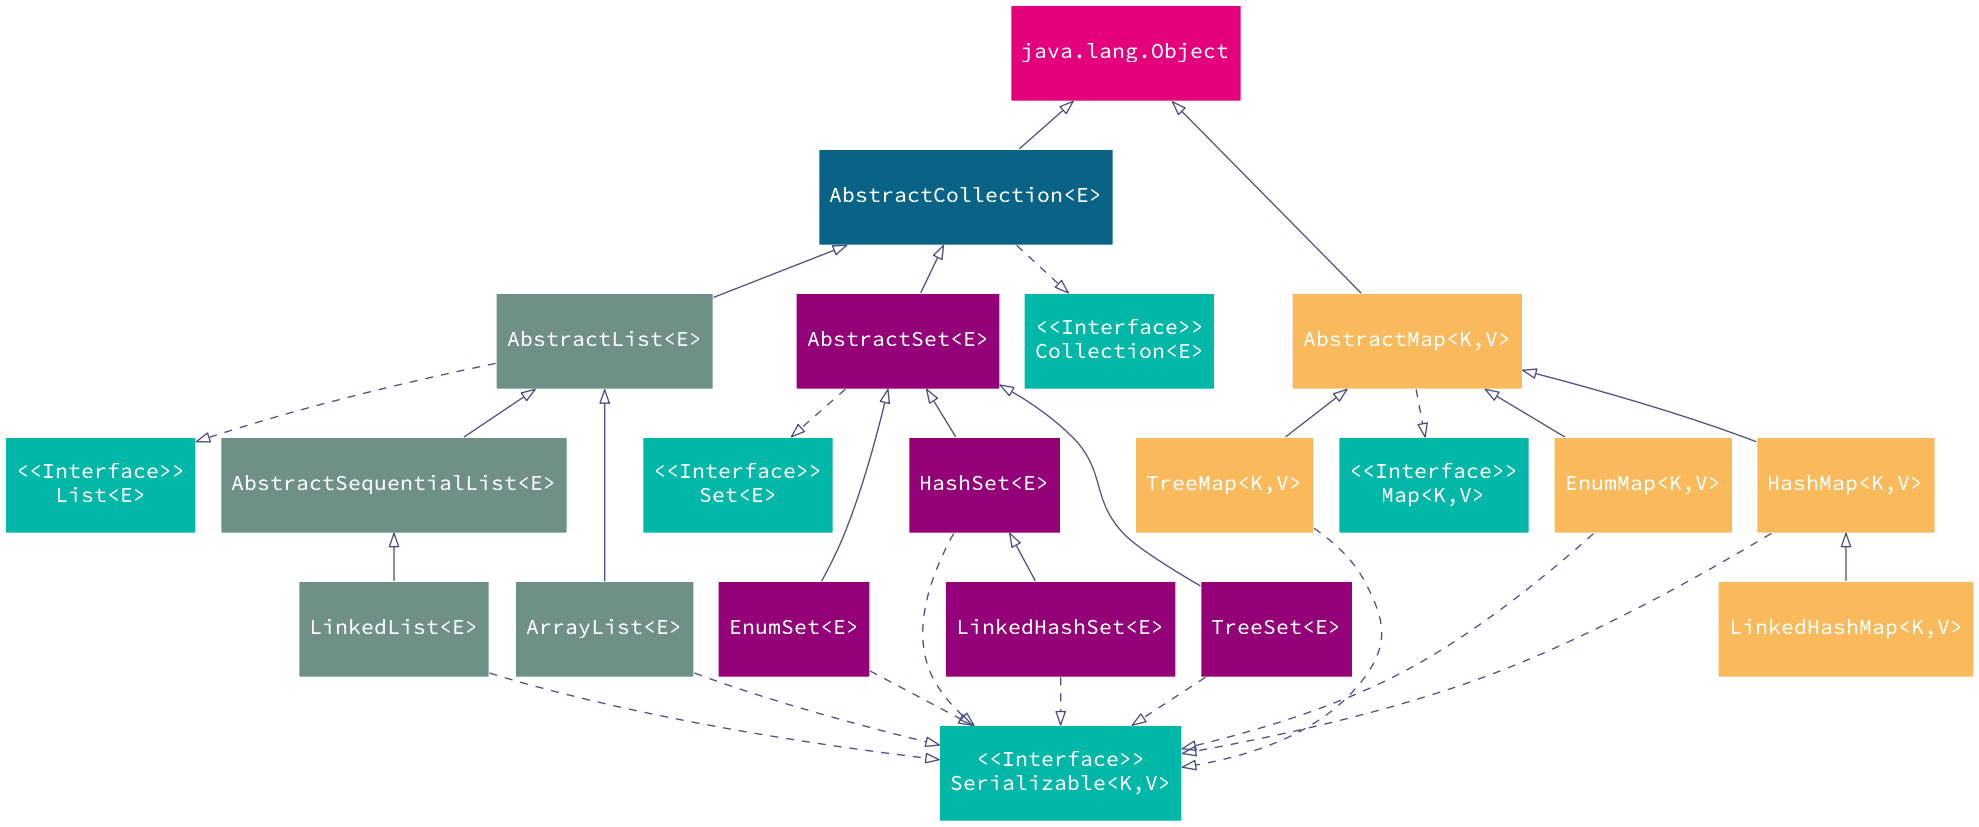 java.lang.Object
AbstractCollection<E>
AbstractList<E>
AbstractSet<E>
<<Interface>>
Collection<E>
AbstractMap<K,V>
<<Interface>>
List<E>
AbstractSequentialList<E>
<<Interface>>
Set<E>
HashSet<E>
TreeMap<K,V>
<<Interface>>
Map<K,V>
EnumMap<K,V>
HashMap<K,V>
LinkedList<E>
ArrayList<E>
EnumSet<E>
LinkedHashSet<E>
TreeSet<E>
LinkedHashMap<K,V>
<<Interface>>
Serializable<K,V>